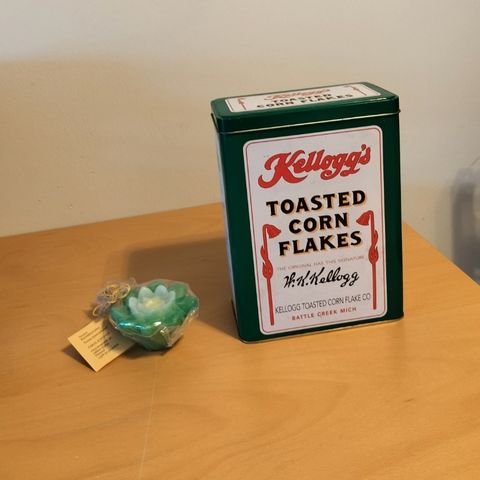 Kellogg's
TOASTED
CORN FLAKES
Kellogg's
TOASTED
CORN
FLAKES
THE ORIGINAL HAS THIS SIGNATURE
W.K.Kellogg
KELLOGG TOASTED CORN FLAKE CO
BATTLE CREEK MICH